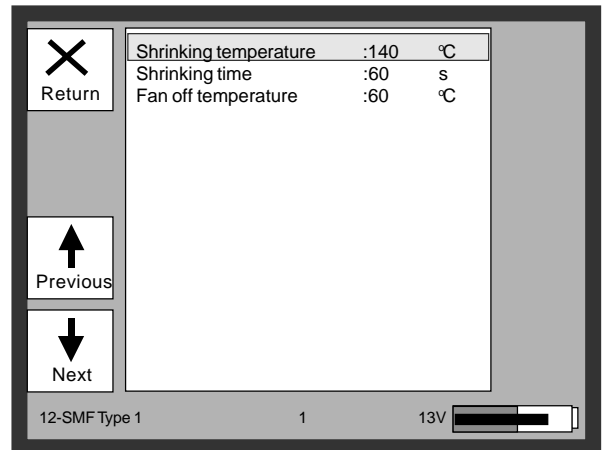 Return
Shrinking temperature :140 °C
Shrinking time :60 s
Fan off temperature :60 °C
Previous
Next
12-SMF Type 1 1 13V